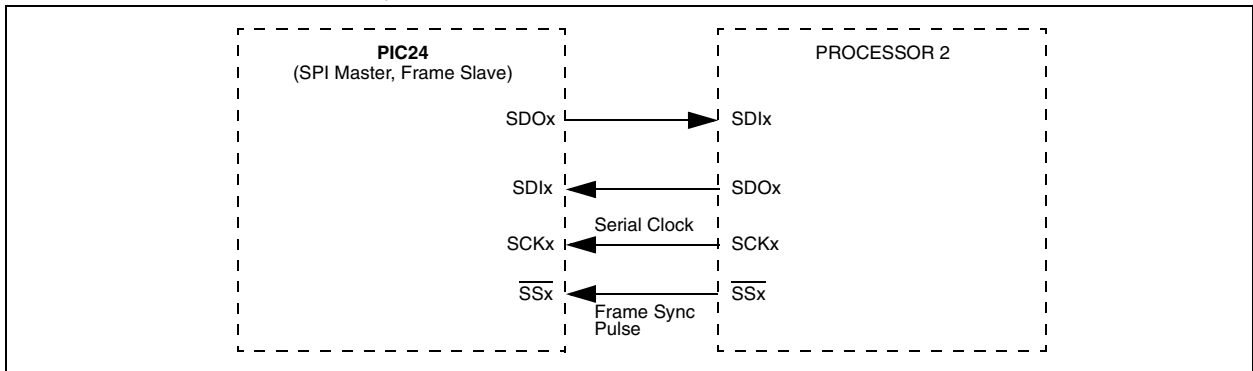 PIC24
(SPI Master, Frame Slave)
PROCESSOR 2
SDOx
SDIx
SDIx
SDOx
Serial Clock
SCKx
SCKx
SSx
SSx
Frame Sync
Pulse